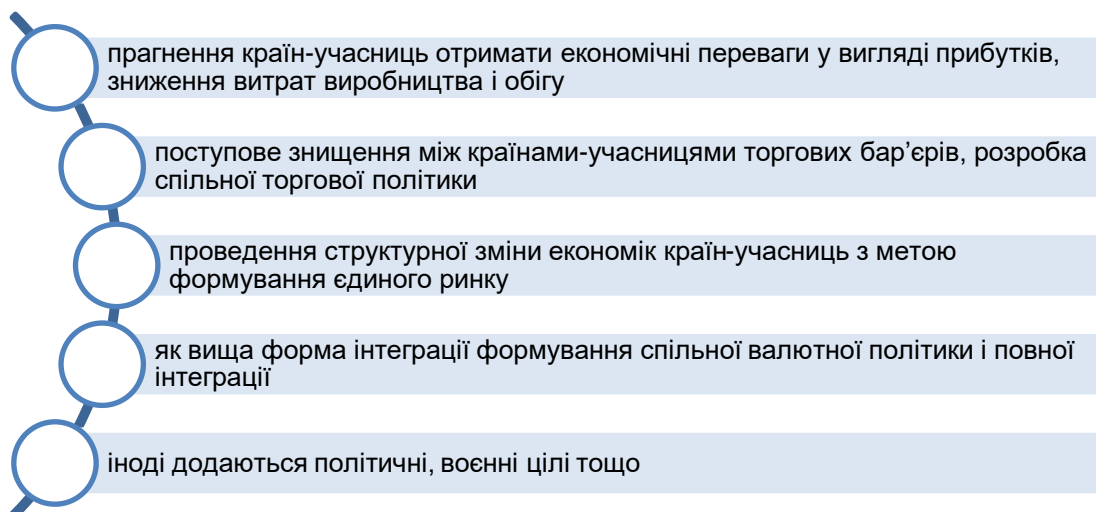 прагнення країн-учасниць отримати економічні переваги у вигляді прибутків,
зниження витрат виробництва і обігу
поступове знищення між країнами-учасницями торгових бар’єрів, розробка
спільної торгової політики
проведення структурної зміни економік країн-учасниць з метою
формування єдиного ринку
як вища форма інтеграції формування спільної валютної політики і повної
інтеграції
іноді додаються політичні, воєнні цілі тощо